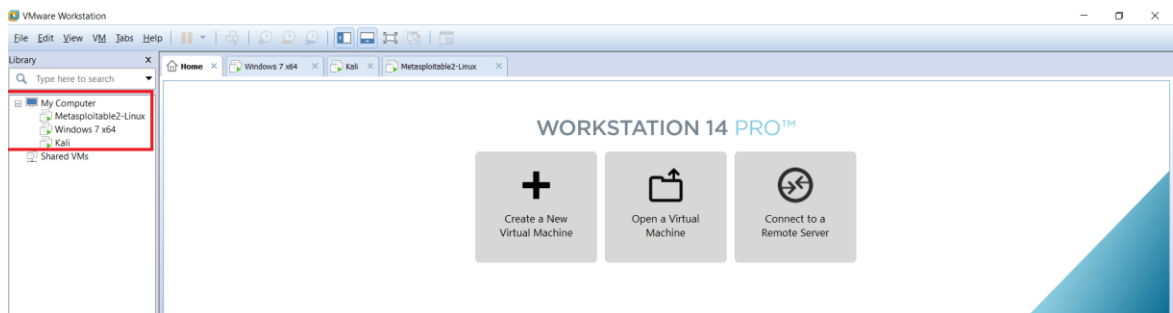 VMware Workstation
File Edit View VM Tabs Help
Library x
Home × Windows 7 x64 × Kali × Metasploitable2-Linux ×
Type here to search
My Computer
Metasploitable2-Linux
Windows 7 x64
Kali
Shared VMs
WORKSTATION 14 PRO™
Create a New
Virtual Machine
Open a Virtual
Machine
Connect to a
Remote Server